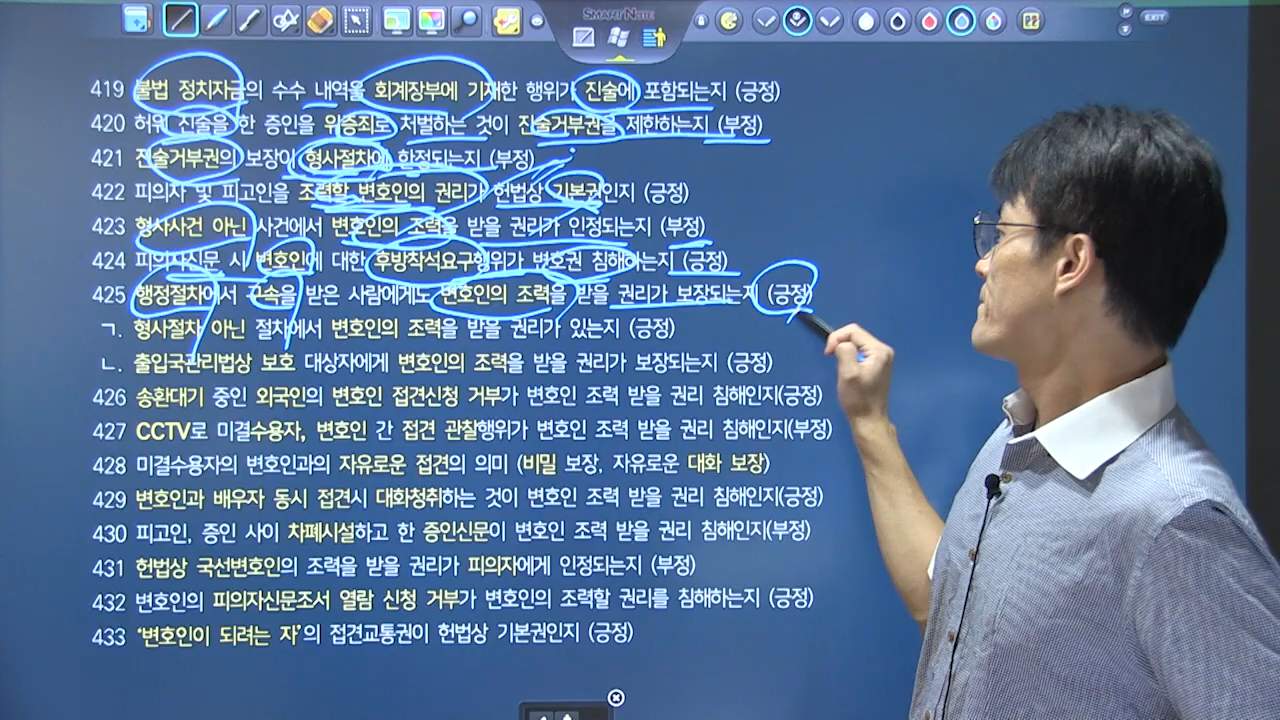 SMARTNOTE
EXIT
419 불법 정치자금의 수수 내역을 회계장부에 기재한 행위가 진술에 포함되는지 (긍정)
420 허위 진술을 한 증인을 위증죄로 처벌하는 것이 진술거부권을 제한하는지 (부정)
421 진술거부권의 보장이 형사절차에 한정되는지 (부정)
422 피의자 및 피고인을 조력할 변호인의 권리가 헌법상 기본권인지 (긍정)
423 형사사건 아닌 사건에서 변호인의 조력을 받을 권리가 인정되는지 (부정)
424 피의자신문 시 변호인에 대한 후방착석요구행위가 변호권 침해하는지 (긍정)
425 행정절차에서 구속을 받은 사람에게도 변호인의 조력을 받을 권리가 보장되는지 (긍정)
ㄱ. 형사절차 아닌 절차에서 변호인의 조력을 받을 권리가 있는지 (긍정)
ㄴ. 출입국관리법상 보호 대상자에게 변호인의 조력을 받을 권리가 보장되는지 (긍정)
426 송환대기 중인 외국인의 변호인 접견신청 거부가 변호인 조력 받을 권리 침해인지(긍정)
427 CCTV로 미결수용자, 변호인 간 접견 관찰행위가 변호인 조력 받을 권리 침해인지(부정)
428 미결수용자의 변호인과의 자유로운 접견의 의미 (비밀 보장, 자유로운 대화 보장)
429 변호인과 배우자 동시 접견시 대화청취하는 것이 변호인 조력 받을 권리 침해인지(긍정)
430 피고인, 증인 사이 차폐시설하고 한 증인신문이 변호인 조력 받을 권리 침해인지(부정)
431 헌법상 국선변호인의 조력을 받을 권리가 피의자에게 인정되는지 (부정)
432 변호인의 피의자신문조서 열람 신청 거부가 변호인의 조력할 권리를 침해하는지 (긍정)
433 '변호인이 되려는 자'의 접견교통권이 헌법상 기본권인지 (긍정)